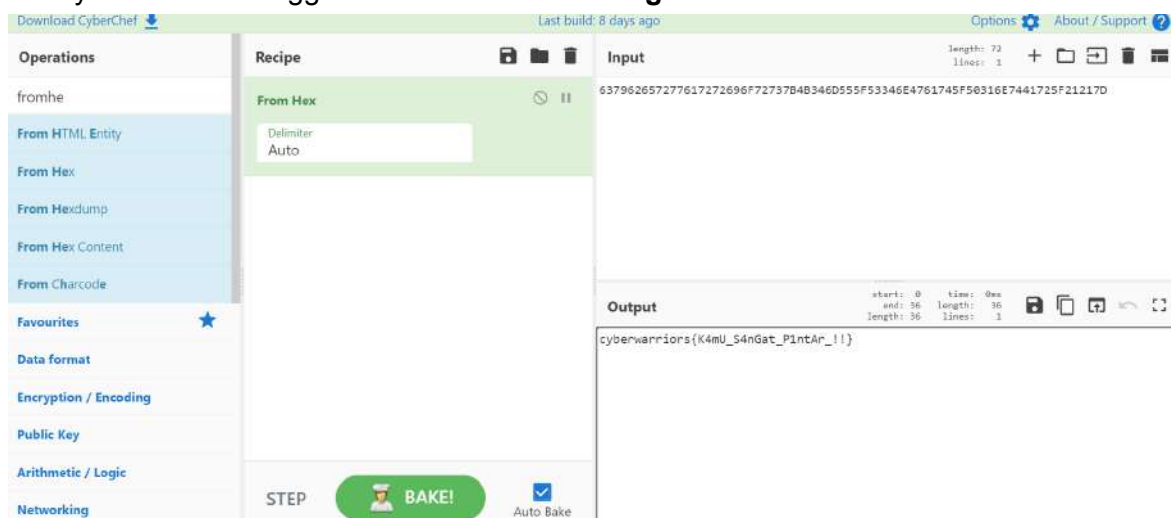 Download CyberChef
Last build: 8 days ago
Options
About / Support
Operations
fromhe
From HTML Entity
From Hex
From Hexdump
From Hex Content
From Charcode
Favourites
Data format
Encryption / Encoding
Public Key
Arithmetic / Logic
Networking
Recipe
From Hex
Delimiter
Auto
STEP
BAKE!
Auto Bake
Input
length: 72
lines: 1
637962657277617272696F72737B4B346D555F53346E4761745F50316E7441725F21217D
Output
start: 0 time: 0ms
end: 36 length: 36
length: 36 lines: 1
cyberwarriors{K4mU_S4nGat_P1ntAr_!!}